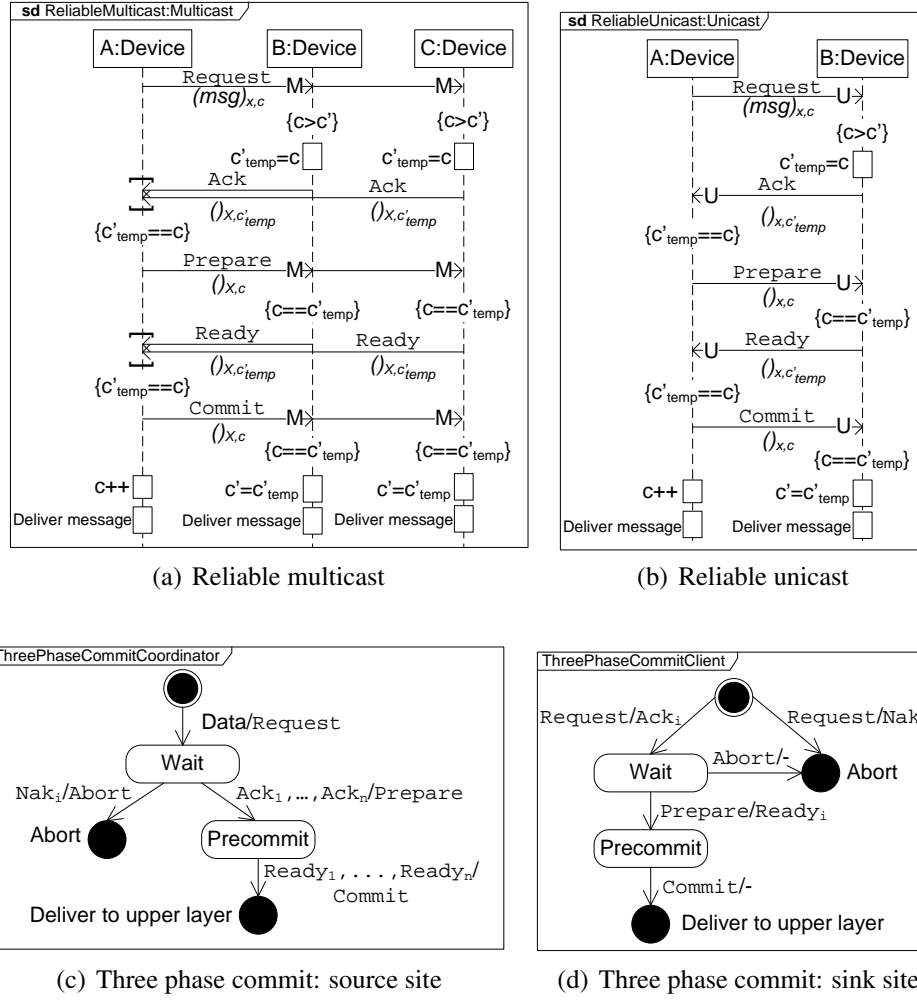 sd ReliableMulticast:Multicast
A:Device B:Device C:Device
Request M M
(msg)x,c
{c>c'} {c>c'}
c'temp=c c'temp=c
Ack Ack
()X,c'temp ()X,c'temp
{c'temp==c}
Prepare M M
()X,c
{c==c'temp} {c==c'temp}
Ready Ready
()X,c'temp ()X,c'temp
{c'temp==c}
Commit M M
()X,c
{c==c'temp} {c==c'temp}
c++ c'=c'temp c'=c'temp
Deliver message Deliver message Deliver message
(a) Reliable multicast
sd ReliableUnicast:Unicast
A:Device B:Device
Request U
(msg)x,c
{c>c'}
c'temp=c
Ack
U
()x,c'temp
{c'temp==c}
Prepare U
()x,c
{c==c'temp}
Ready
U
()x,c'temp
{c'temp==c}
Commit U
()x,c
{c==c'temp}
c++ c'=c'temp
Deliver message Deliver message
(b) Reliable unicast
ThreePhaseCommitCoordinator
Data/Request
Wait
Naki/Abort Ack1,…,Ackn/Prepare
Abort Precommit
Ready1,...,Readyn/
Commit
Deliver to upper layer
(c) Three phase commit: source site
ThreePhaseCommitClient
Request/Acki Request/Nak
Wait Abort/- Abort
Prepare/Readyi
Precommit
Commit/-
Deliver to upper layer
(d) Three phase commit: sink site